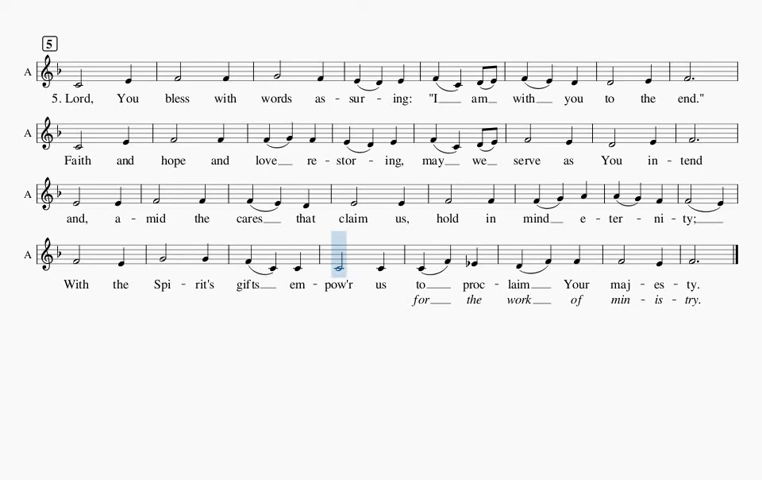 5
A
5. Lord, You bless with words as - sur - ing: "I am with you to the end."
A
Faith and hope and love re - stor - ing, may we serve as You in - tend
A
and, a - mid the cares that claim us, hold in mind e - ter - ni - ty;
A
With the Spi - rit's gifts em - pow'r us to proc - laim Your maj - es - ty.
for the work of min - is - try.